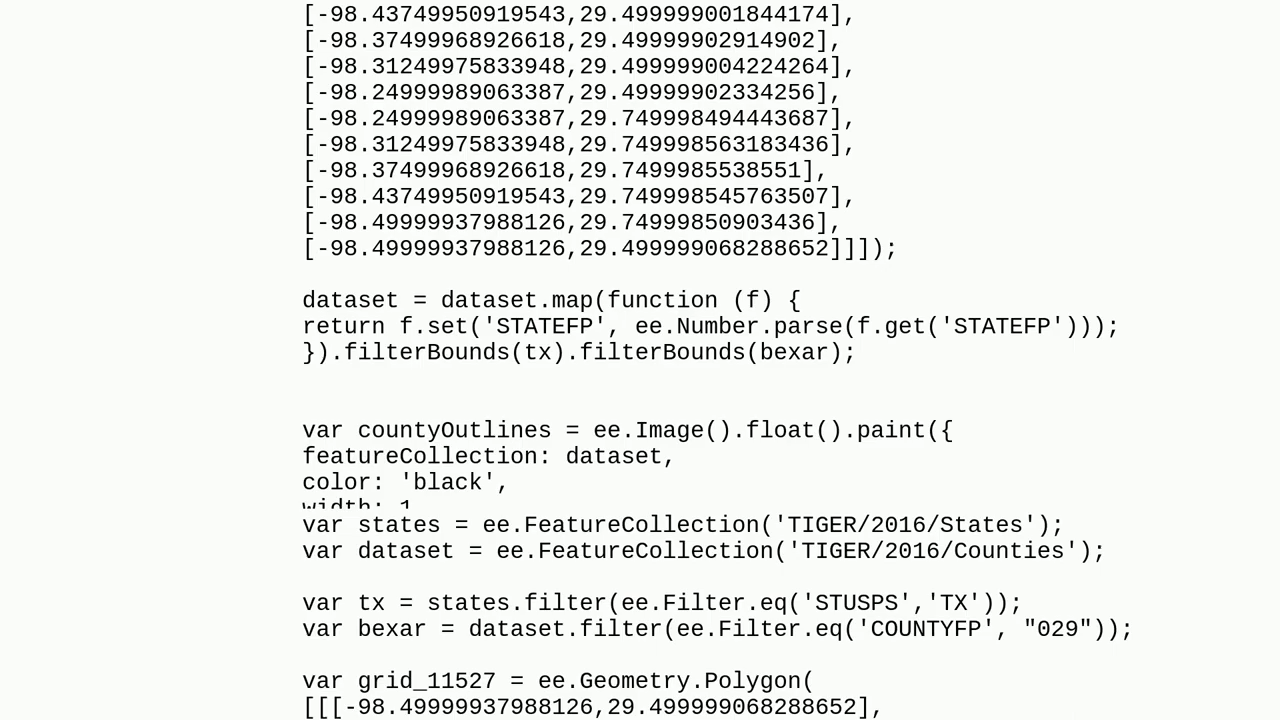 [-98.43749950919543,29.499999001844174],
[-98.37499968926618,29.49999902914902],
[-98.31249975833948,29.499999004224264],
[-98.24999989063387,29.49999902334256],
[-98.24999989063387,29.749998494443687],
[-98.31249975833948,29.749998563183436],
[-98.37499968926618,29.7499985538551],
[-98.43749950919543,29.749998545763507],
[-98.49999937988126,29.74999850903436],
[-98.49999937988126,29.499999068288652]]]);
dataset = dataset.map(function (f) {
return f.set('STATEFP', ee.Number.parse(f.get('STATEFP')));
}).filterBounds(tx).filterBounds(bexar);
var countyOutlines = ee.Image().float().paint({
featureCollection: dataset,
color: 'black',
width: 1
var states = ee.FeatureCollection('TIGER/2016/States');
var dataset = ee.FeatureCollection('TIGER/2016/Counties');
var tx = states.filter(ee.Filter.eq('STUSPS','TX'));
var bexar = dataset.filter(ee.Filter.eq('COUNTYFP', "029"));
var grid_11527 = ee.Geometry.Polygon(
[[[-98.49999937988126,29.499999068288652],